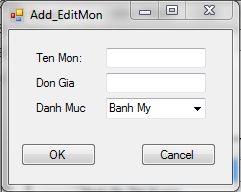 Add_EditMon
Ten Mon:
Don Gia
Danh Muc Banh My
OK Cancel